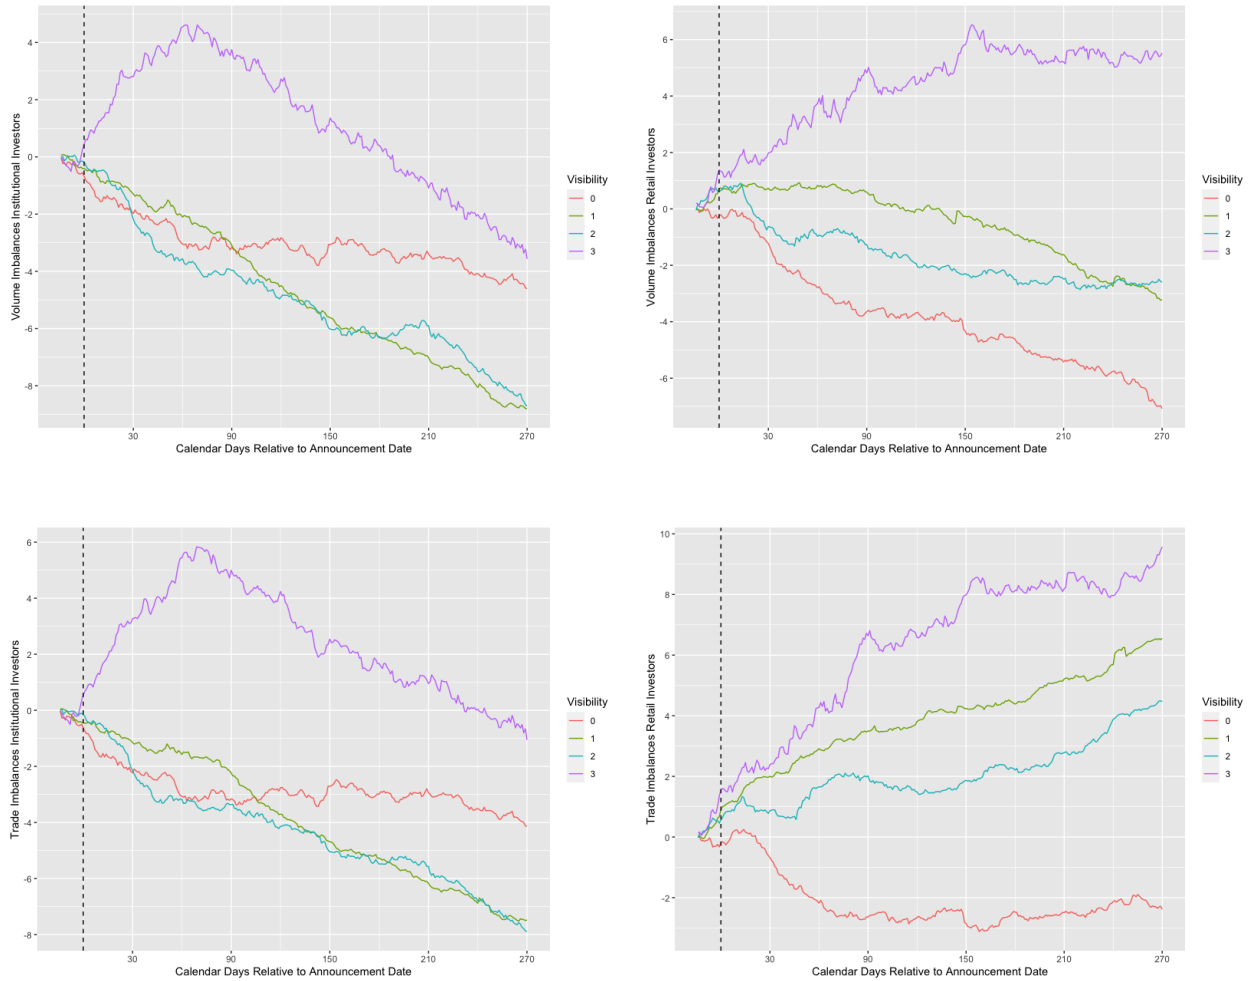 Volume Imbalances Institutional Investors
4
2
0
-2
-4
-6
-8
30 90 150 210 270
Calendar Days Relative to Announcement Date
Visibility
0
1
2
3
Volume Imbalances Retail Investors
6
4
2
0
-2
-4
-6
30 90 150 210 270
Calendar Days Relative to Announcement Date
Visibility
0
1
2
3
Trade Imbalances Institutional Investors
6
4
2
0
-2
-4
-6
-8
30 90 150 210 270
Calendar Days Relative to Announcement Date
Visibility
0
1
2
3
Trade Imbalances Retail Investors
10
8
6
4
2
0
-2
30 90 150 210 270
Calendar Days Relative to Announcement Date
Visibility
0
1
2
3